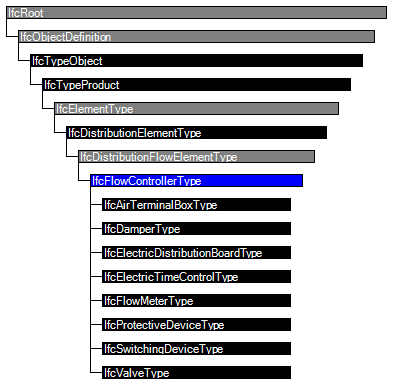 IfcRoot
IfcObjectDefinition
IfcTypeObject
IfcTypeProduct
IfcElementType
IfcDistributionElementType
IfcDistributionFlowElementType
IfcFlowControllerType
IfcAirTerminalBoxType
IfcDamperType
IfcElectricDistributionBoardType
IfcElectricTimeControlType
IfcFlowMeterType
IfcProtectiveDeviceType
IfcSwitchingDeviceType
IfcValveType